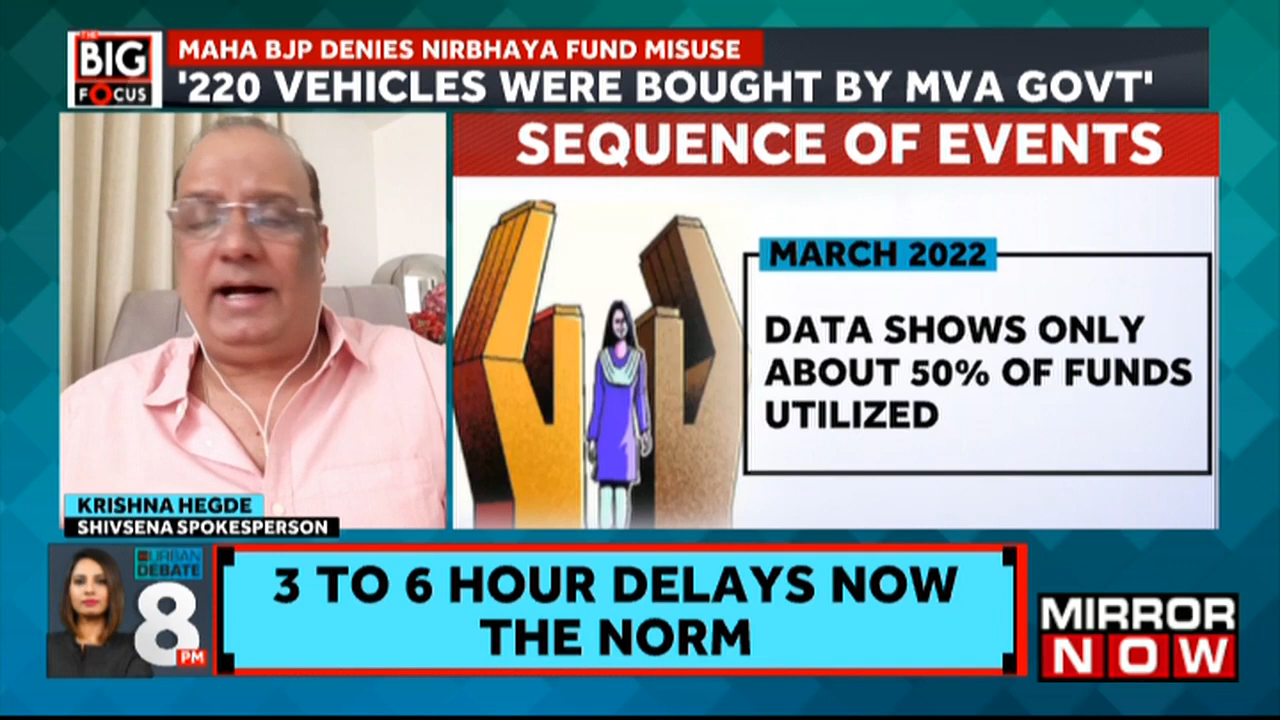 THE
BIG
FOCUS
MAHA BJP DENIES NIRBHAYA FUND MISUSE
'220 VEHICLES WERE BOUGHT BY MVA GOVT'
SEQUENCE OF EVENTS
MARCH 2022
DATA SHOWS ONLY
ABOUT 50% OF FUNDS
UTILIZED
KRISHNA HEGDE
SHIVSENA SPOKESPERSON
URBAN
DEBATE
8
PM
3 TO 6 HOUR DELAYS NOW
THE NORM
MIRROR
NOW